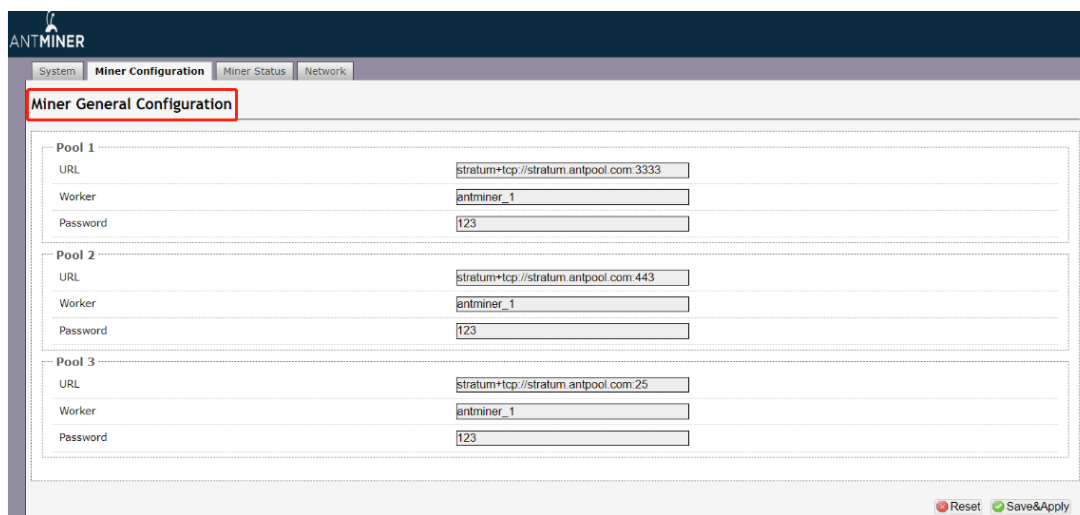 ANTMINER
System Miner Configuration Miner Status Network
Miner General Configuration
Pool 1
URL stratum+tcp://stratum.antpool.com:3333
Worker antminer_1
Password 123
Pool 2
URL stratum+tcp://stratum.antpool.com:443
Worker antminer_1
Password 123
Pool 3
URL stratum+tcp://stratum.antpool.com:25
Worker antminer_1
Password 123
Reset Save&Apply